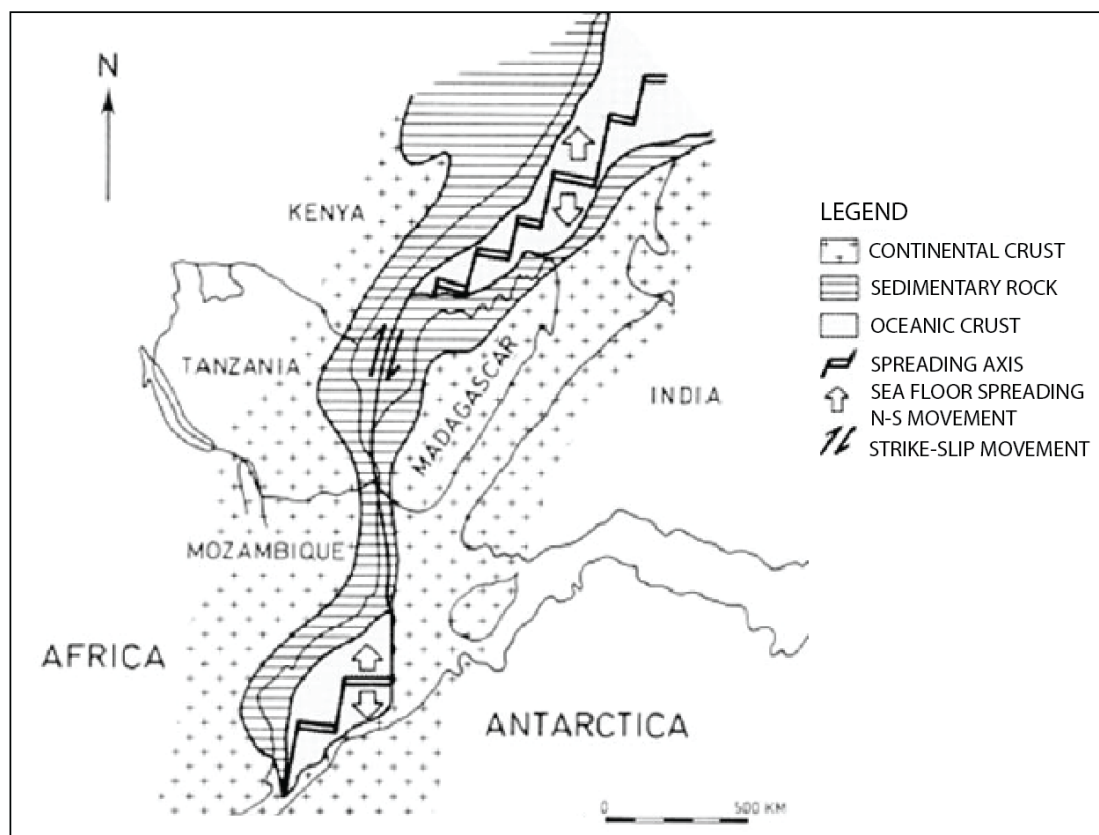 N
KENYA
TANZANIA
MADAGASCAR
INDIA
MOZAMBIQUE
AFRICA
ANTARCTICA
0 500 KM
LEGEND
CONTINENTAL CRUST
SEDIMENTARY ROCK
OCEANIC CRUST
SPREADING AXIS
SEA FLOOR SPREADING
N-S MOVEMENT
STRIKE-SLIP MOVEMENT